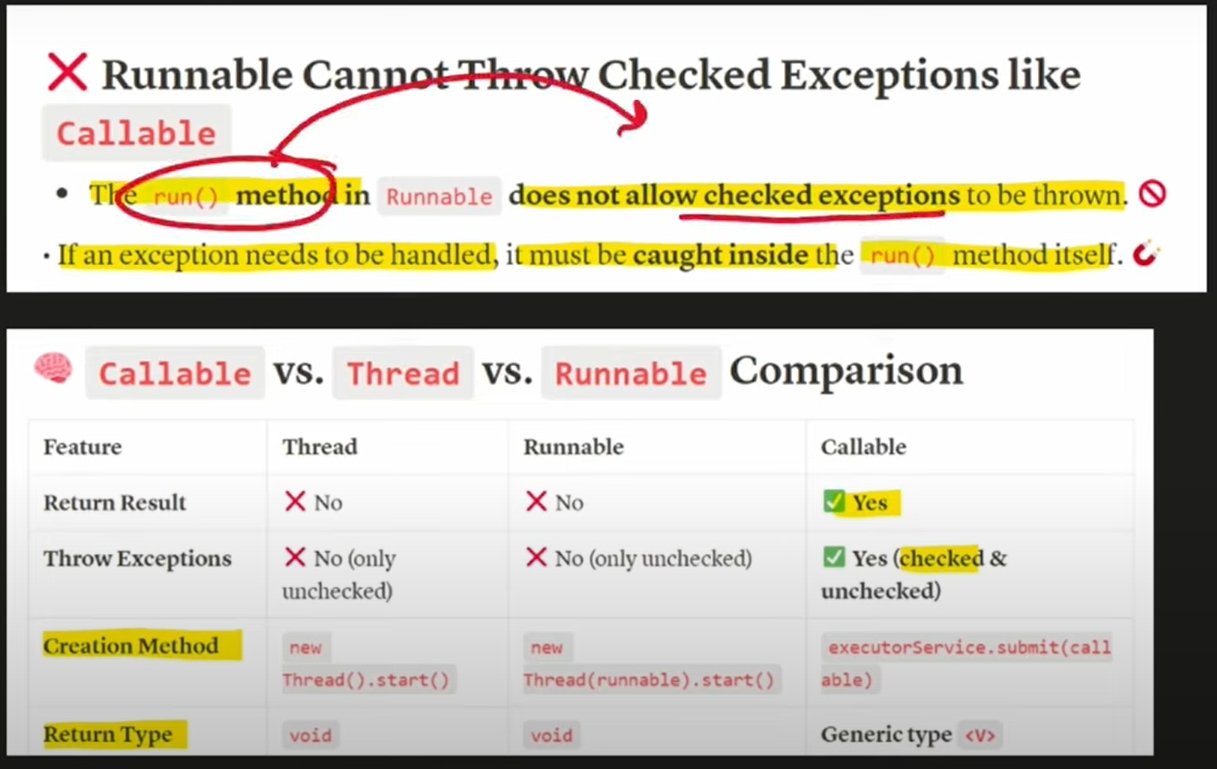 ❌ Runnable Cannot Throw Checked Exceptions like
Callable
• The run() method in Runnable does not allow checked exceptions to be thrown. 🚫
· If an exception needs to be handled, it must be caught inside the run() method itself.
Callable vs. Thread vs. Runnable Comparison
Feature Thread Runnable Callable
Return Result ❌ No ❌ No ✅ Yes
Throw Exceptions ❌ No (only ❌ No (only unchecked) ✅ Yes (checked &
unchecked) unchecked)
Creation Method new new executorService.submit(call
Thread().start() Thread(runnable).start() able)
Return Type void void Generic type <V>